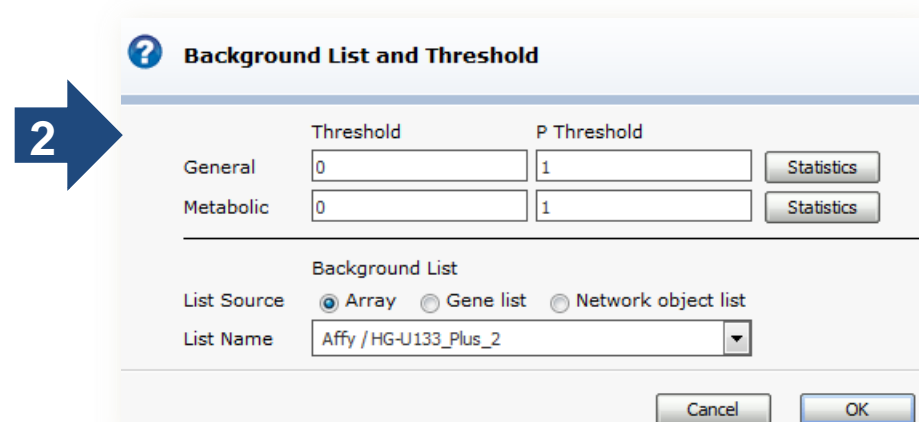 ? Background List and Threshold
2
Threshold P Threshold
General 0 1 Statistics
Metabolic 0 1 Statistics
Background List
List Source Array Gene list Network object list
List Name Affy / HG-U133_Plus_2
Cancel OK